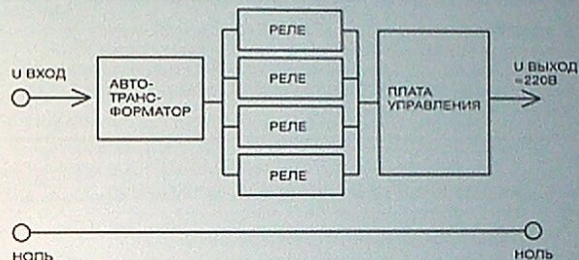 U ВХОД
АВТО-
ТРАНС-
ФОРМАТОР
РЕЛЕ
РЕЛЕ
РЕЛЕ
РЕЛЕ
ПЛАТА
УПРАВЛЕНИЯ
U ВЫХОД
=220В
НОЛЬ
НОЛЬ